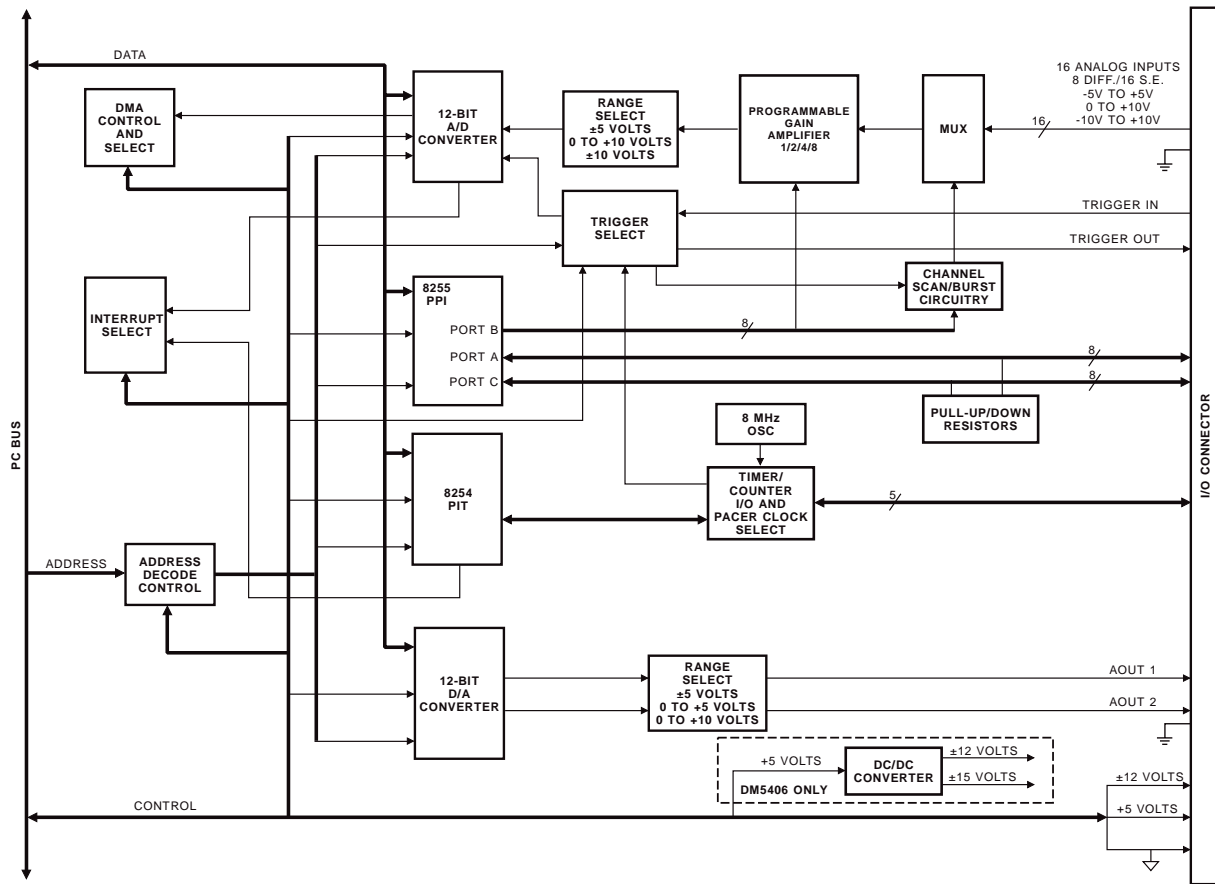 DATA
DMA
CONTROL
AND
SELECT
12-BIT
A/D
CONVERTER
RANGE
SELECT
±5 VOLTS
0 TO +10 VOLTS
±10 VOLTS
PROGRAMMABLE
GAIN
AMPLIFIER
1/2/4/8
MUX
16 ANALOG INPUTS
8 DIFF./16 S.E.
-5V TO +5V
0 TO +10V
-10V TO +10V
16
TRIGGER IN
TRIGGER
SELECT
TRIGGER OUT
CHANNEL
SCAN/BURST
CIRCUITRY
INTERRUPT
SELECT
8255
PPI
PORT B
8
PORT A
8
PORT C
8
PULL-UP/DOWN
RESISTORS
PC BUS
I/O CONNECTOR
8 MHz
OSC
8254
PIT
TIMER/
COUNTER
I/O AND
PACER CLOCK
SELECT
5
ADDRESS
ADDRESS
DECODE
CONTROL
12-BIT
D/A
CONVERTER
RANGE
SELECT
±5 VOLTS
0 TO +5 VOLTS
0 TO +10 VOLTS
AOUT 1
AOUT 2
+5 VOLTS
DC/DC
CONVERTER
±12 VOLTS
±15 VOLTS
DM5406 ONLY
±12 VOLTS
+5 VOLTS
CONTROL